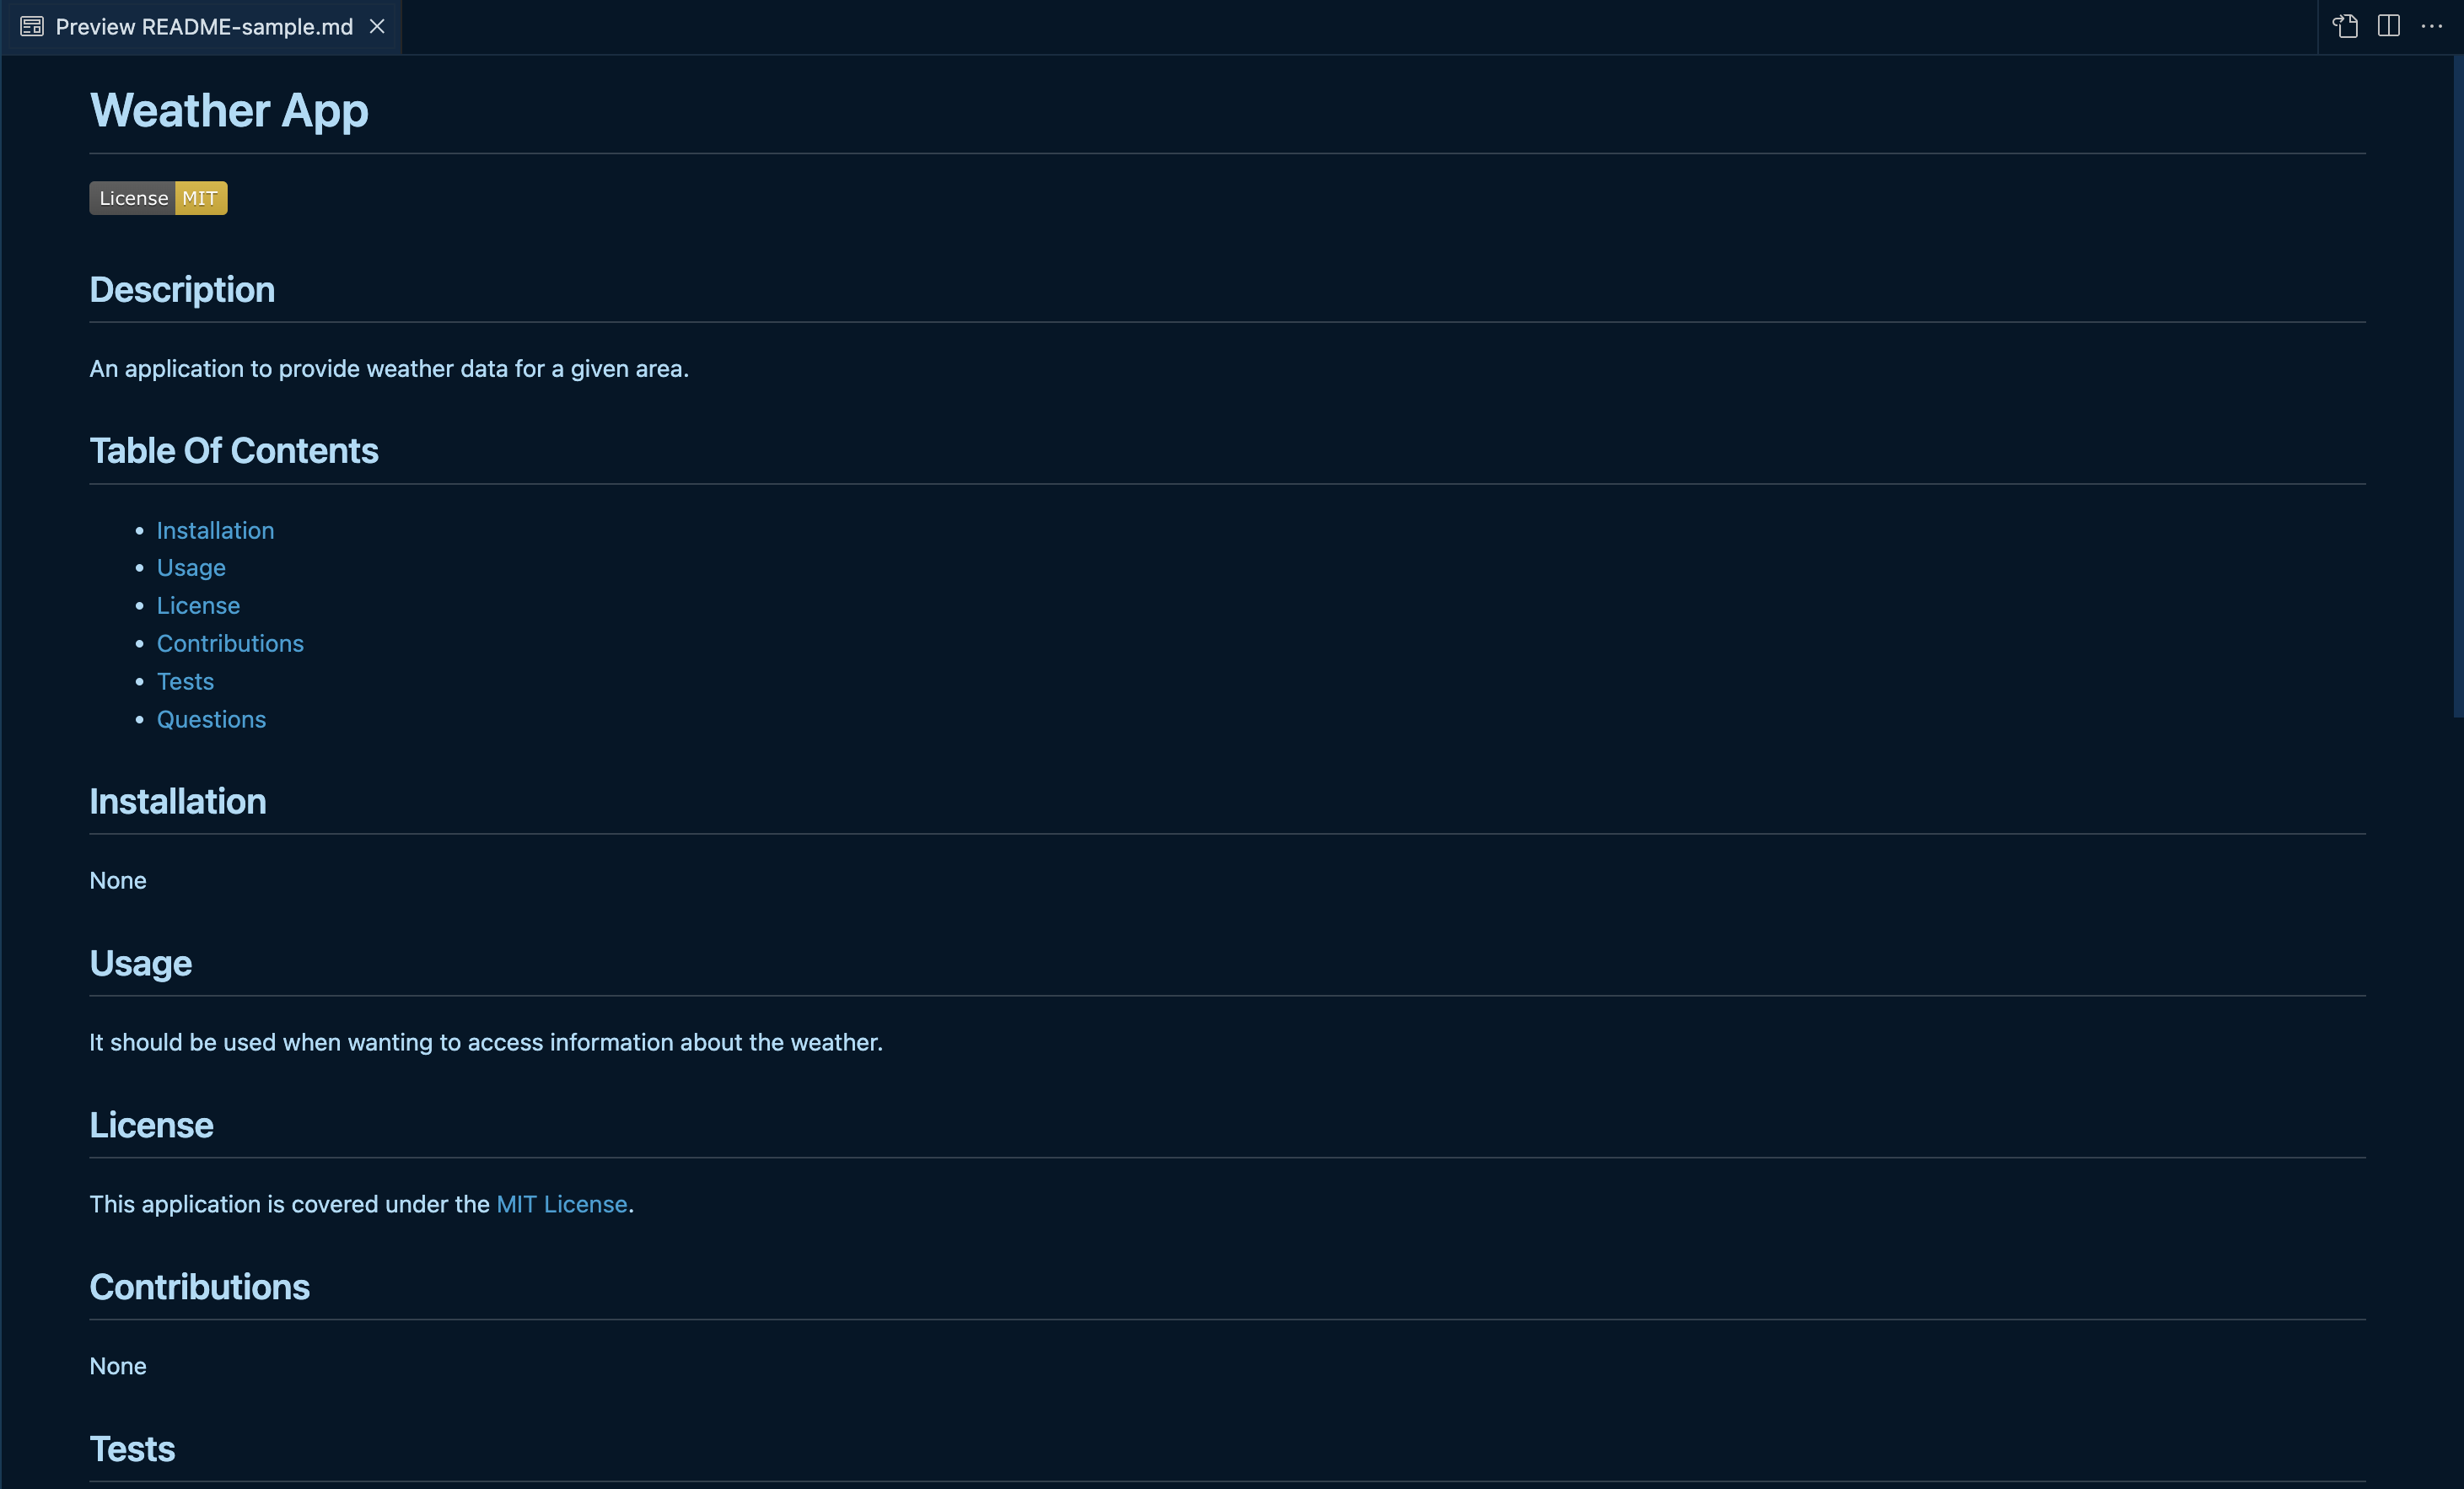 Preview README-sample.md
Weather App
License MIT
Description
An application to provide weather data for a given area.
Table Of Contents
Installation
Usage
License
Contributions
Tests
Questions
Installation
None
Usage
It should be used when wanting to access information about the weather.
License
This application is covered under the MIT License.
Contributions
None
Tests